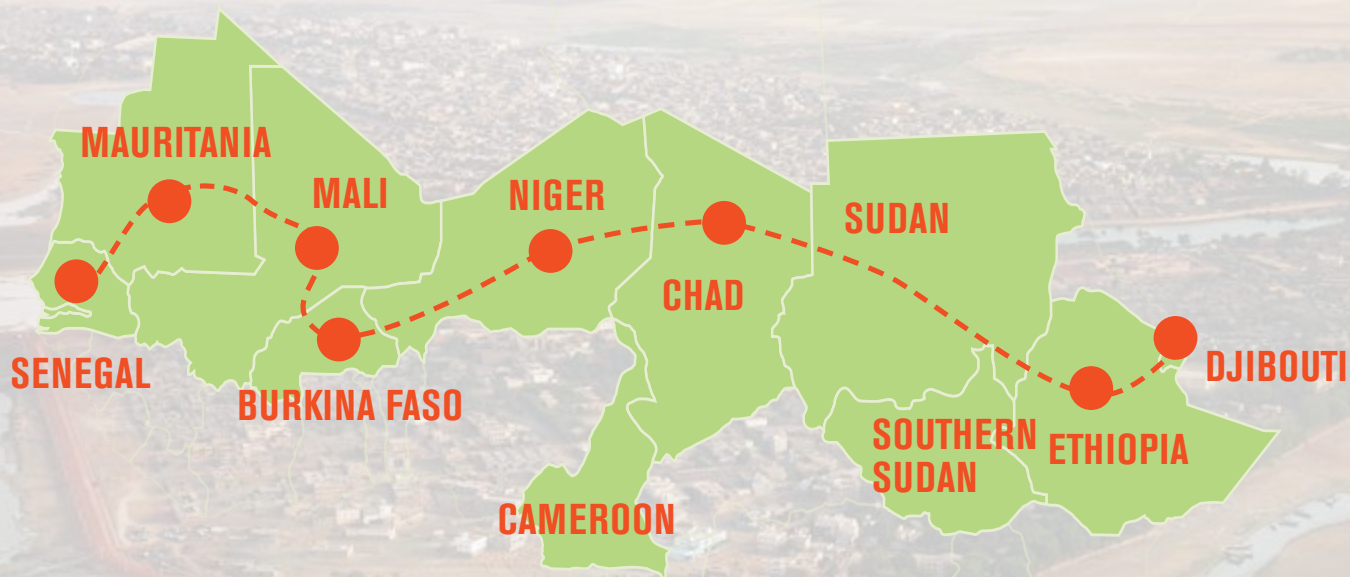 MAURITANIA
MALI
NIGER
SUDAN
CHAD
SENEGAL
BURKINA FASO
DJIBOUTI
SOUTHERN
SUDAN
ETHIOPIA
CAMEROON